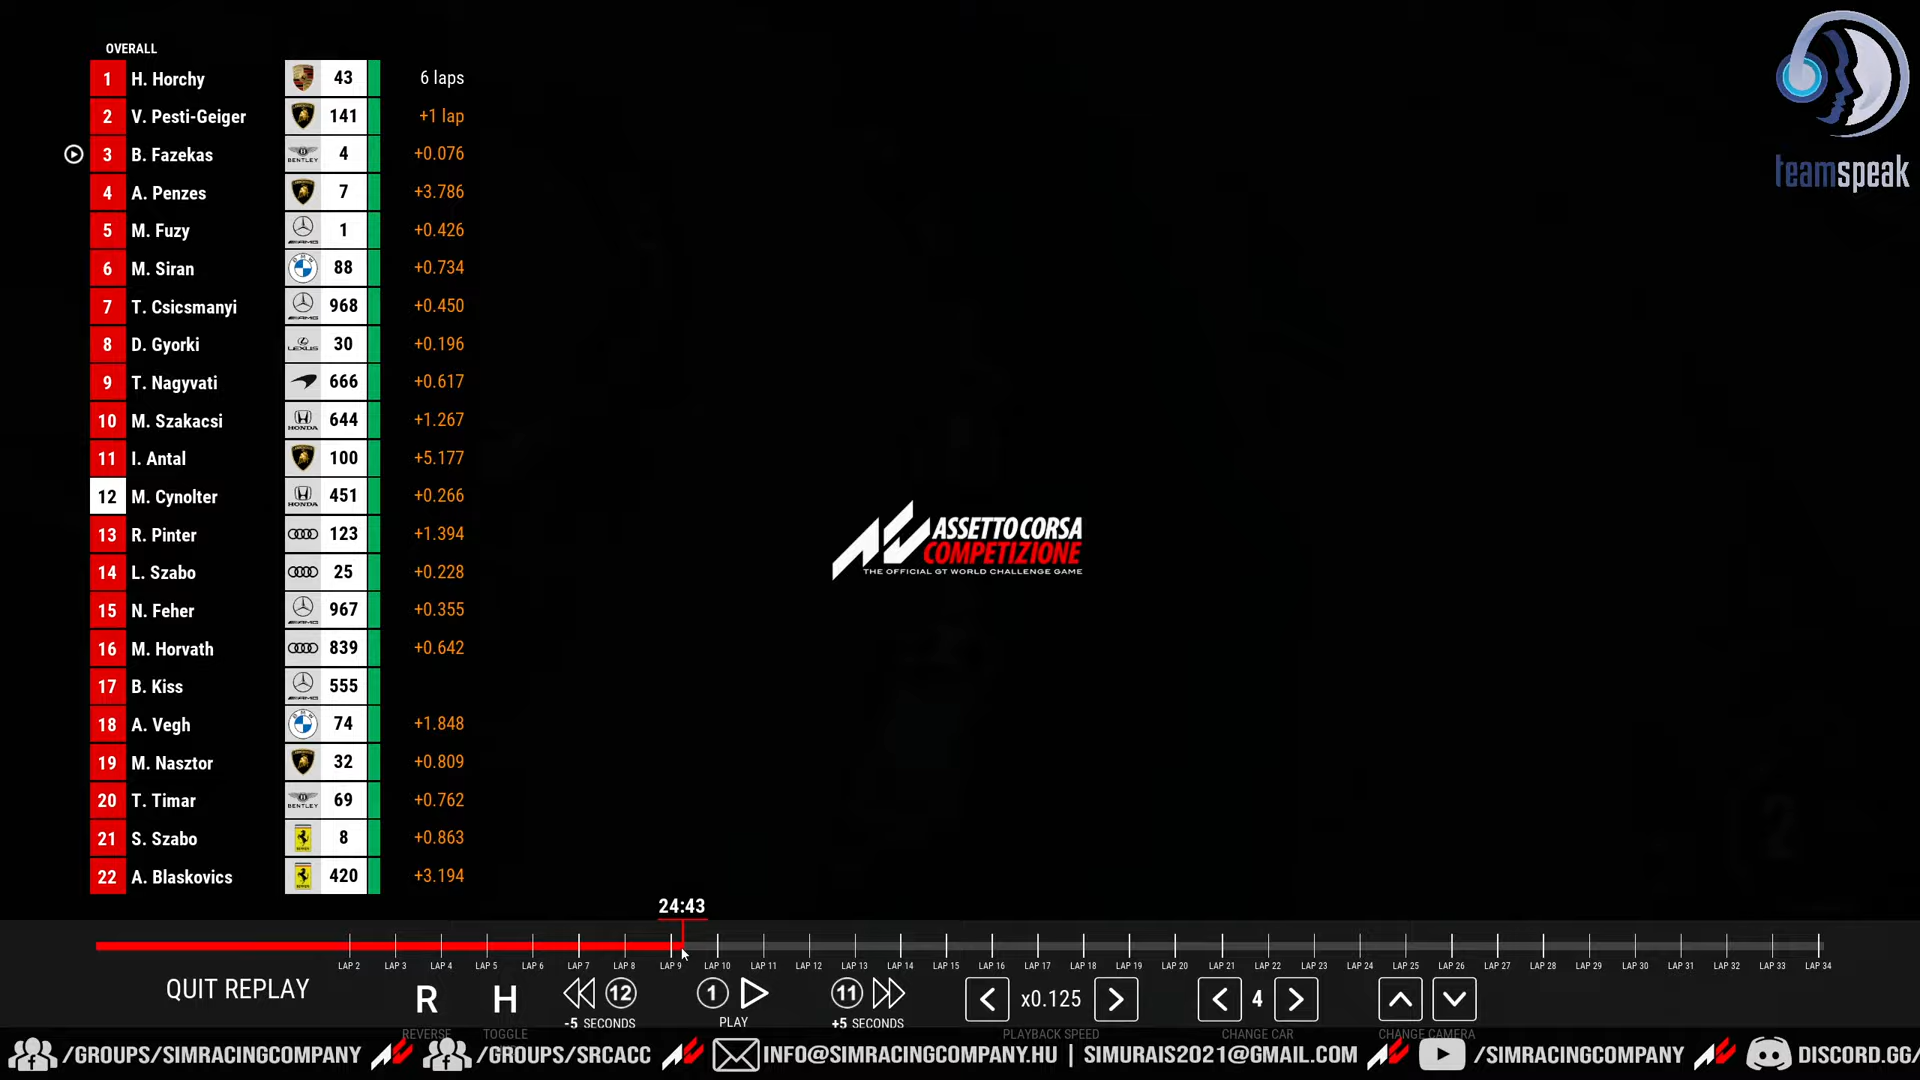 OVERALL
1 H. Horchy 43 6 laps
2 V. Pesti-Geiger 141 +1 lap
3 B. Fazekas BENTLEY 4 +0.076
4 A. Penzes 7 +3.786
5 M. Fuzy AMG 1 +0.426
6 M. Siran BMW 88 +0.734
7 T. Csicsmanyi AMG 968 +0.450
8 D. Gyorki LEXUS 30 +0.196
9 T. Nagyvati 666 +0.617
10 M. Szakacsi HONDA 644 +1.267
11 I. Antal 100 +5.177
12 M. Cynolter HONDA 451 +0.266
13 R. Pinter 123 +1.394
14 L. Szabo 25 +0.228
15 N. Feher AMG 967 +0.355
16 M. Horvath 839 +0.642
17 B. Kiss AMG 555
18 A. Vegh BMW 74 +1.848
19 M. Nasztor 32 +0.809
20 T. Timar BENTLEY 69 +0.762
21 S. Szabo 8 +0.863
22 A. Blaskovics 420 +3.194
teamspeak
ASSETTO CORSA
COMPETIZIONE
THE OFFICIAL GT WORLD CHALLENGE GAME
24:43
LAP 2 LAP 3 LAP 4 LAP 5 LAP 6 LAP 7 LAP 8 LAP 9 LAP 10 LAP 11 LAP 12 LAP 13 LAP 14 LAP 15 LAP 16 LAP 17 LAP 18 LAP 19 LAP 20 LAP 21 LAP 22 LAP 23 LAP 24 LAP 25 LAP 26 LAP 27 LAP 28 LAP 29 LAP 30 LAP 31 LAP 32 LAP 33 LAP 34
QUIT REPLAY R H 12 1 11 x0.125 4
-5 SECONDS PLAY +5 SECONDS
REVERSE TOGGLE PLAYBACK SPEED CHANGE CAR CHANGE CAMERA
/GROUPS/SIMRACINGCOMPANY /GROUPS/SRCACC INFO@SIMRACINGCOMPANY.HU | SIMURAIS2021@GMAIL.COM /SIMRACINGCOMPANY DISCORD.GG/